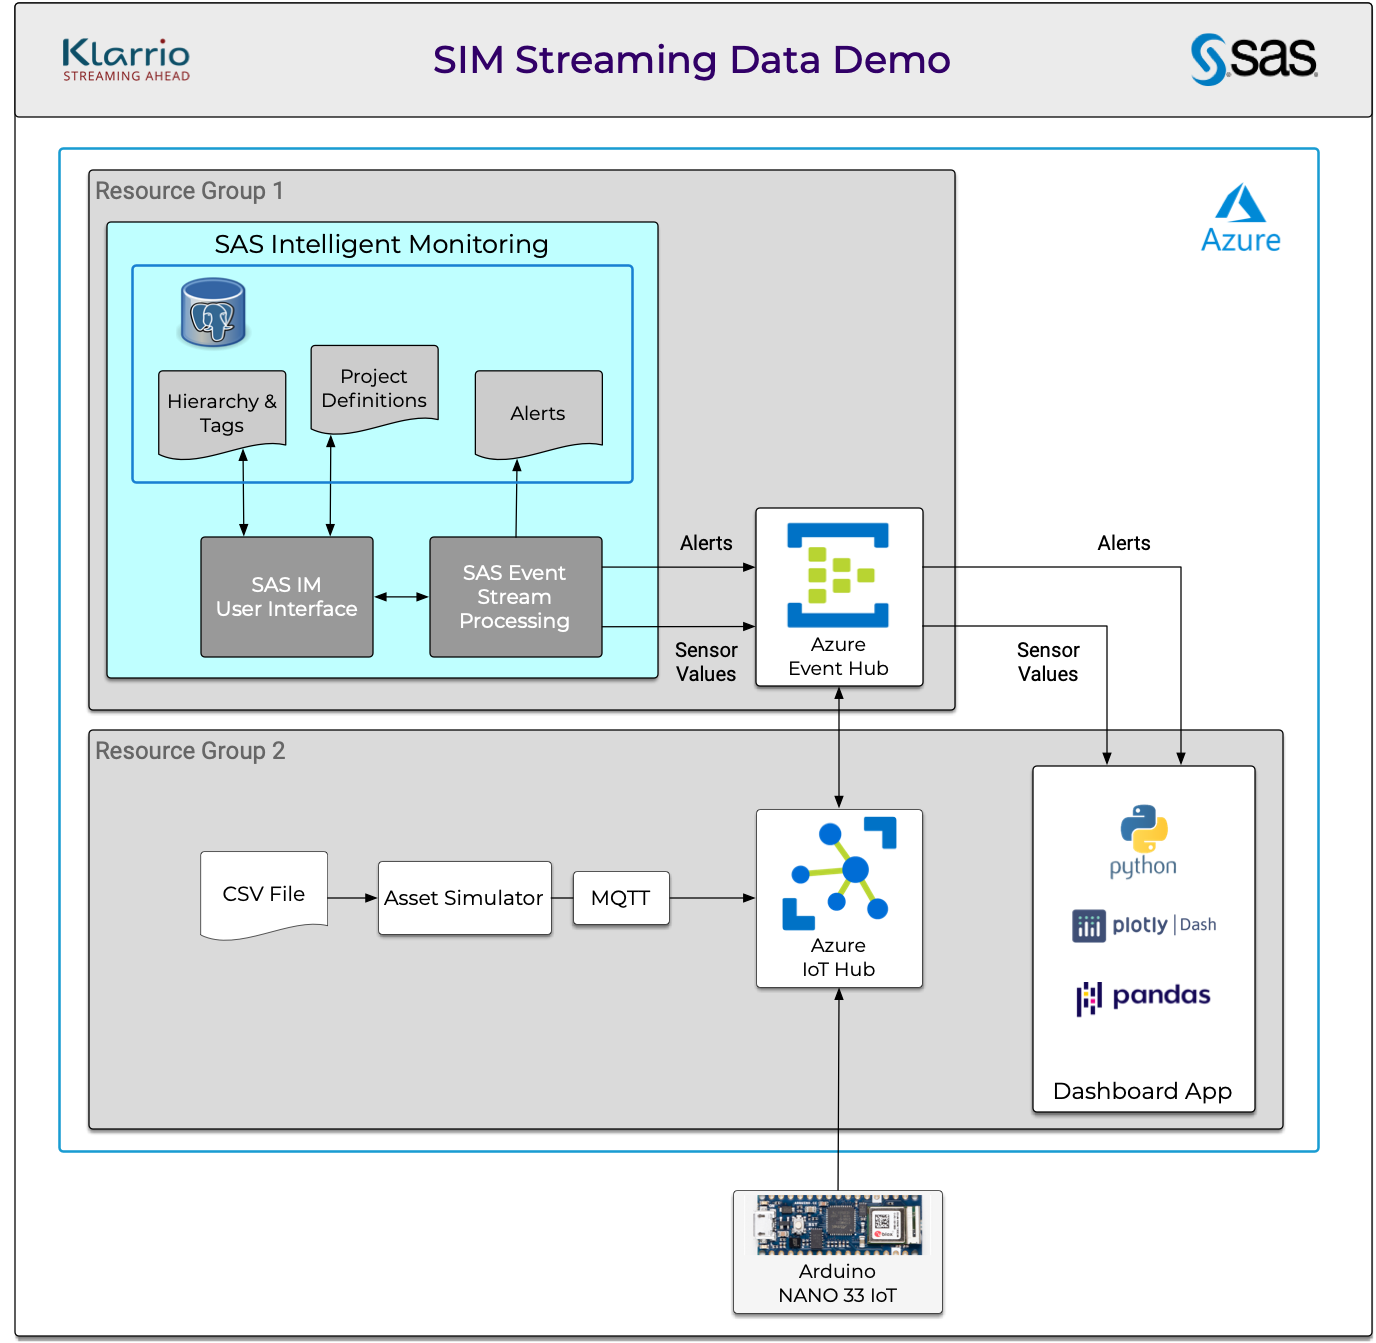 Klarrio
STREAMING AHEAD
SIM Streaming Data Demo
sas
Resource Group 1
SAS Intelligent Monitoring
Azure
Hierarchy &
Tags
Project
Definitions
Alerts
SAS IM
User Interface
SAS Event
Stream
Processing
Alerts
Sensor
Values
Azure
Event Hub
Alerts
Sensor
Values
Resource Group 2
CSV File
Asset Simulator
MQTT
Azure
IoT Hub
python
plotly | Dash
pandas
Dashboard App
Arduino
NANO 33 IoT